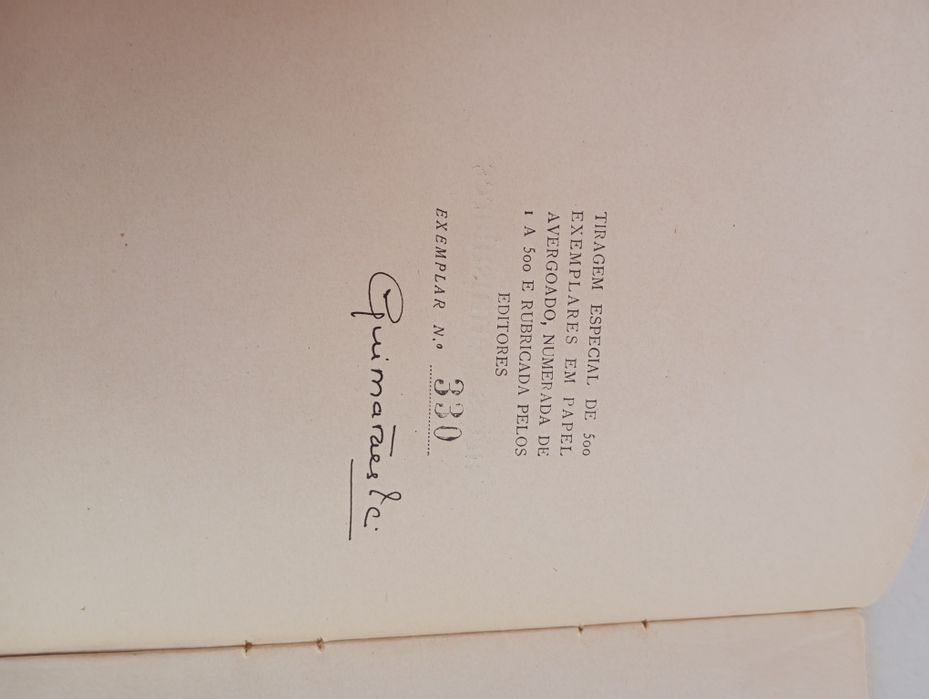 TIRAGEM ESPECIAL DE 500
EXEMPLARES EM PAPEL
AVERGOADO, NUMERADA DE
1 A 500 E RUBRICADA PELOS
EDITORES
EXEMPLAR N.º 330
Guimarães & C.